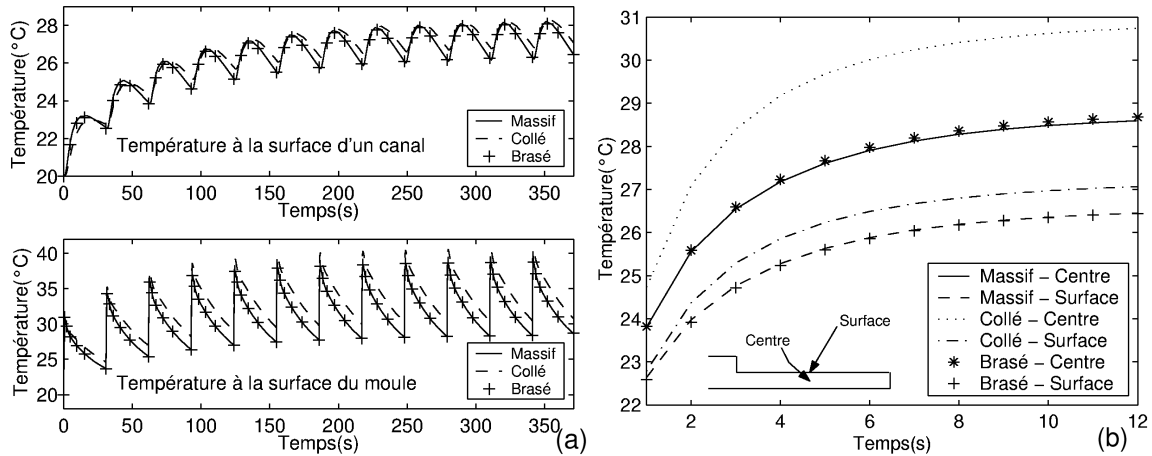 Température(°C)
28
26
24
22
20
Température à la surface d'un canal
Massif
Collé
Brasé
0 50 100 150 200 250 300 350
Temps(s)
Température(°C)
40
35
30
25
20
15
Température à la surface du moule
Massif
Collé
Brasé
0 50 100 150 200 250 300 350
Temps(s)
(a)
Température(°C)
31
30
29
28
27
26
25
24
23
22
Centre
Surface
Massif – Centre
Massif – Surface
Collé – Centre
Collé – Surface
Brasé – Centre
Brasé – Surface
2 4 6 8 10 12
Temps(s)
(b)